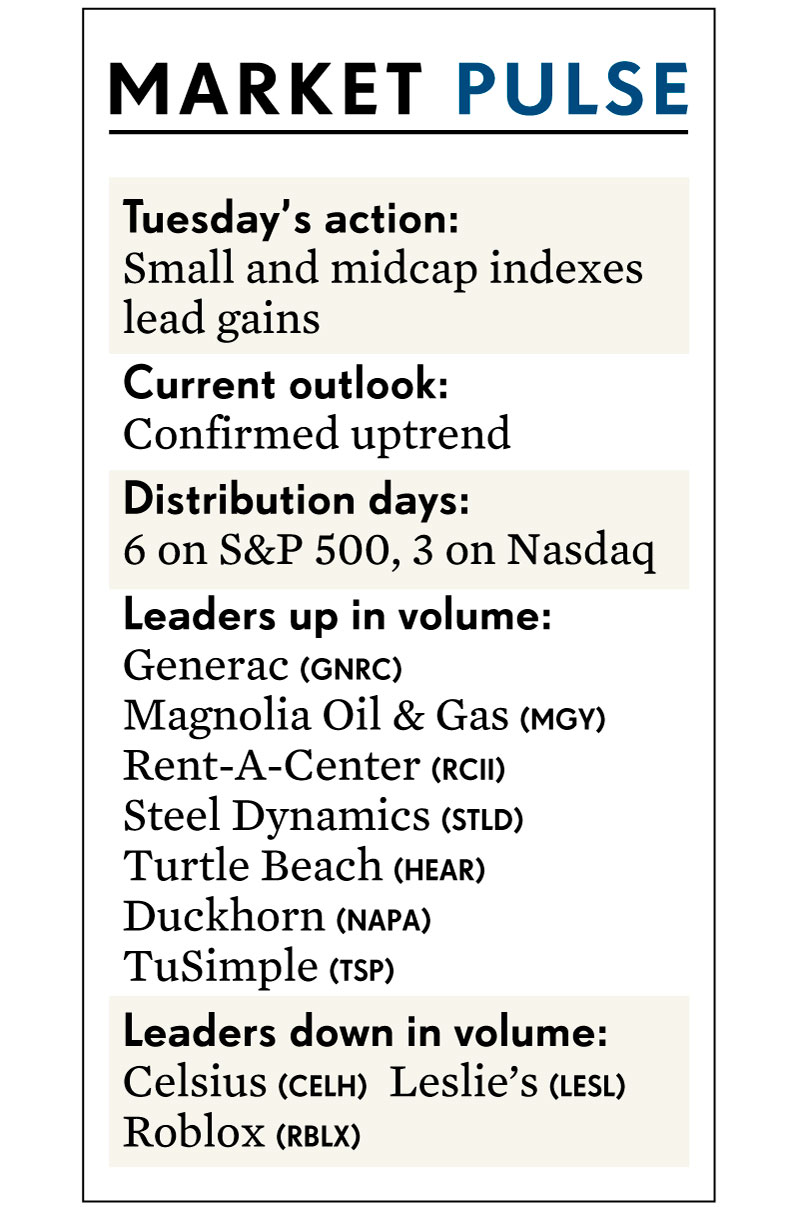 MARKET PULSE
Tuesday’s action:
Small and midcap indexes
lead gains
Current outlook:
Confirmed uptrend
Distribution days:
6 on S&P 500, 3 on Nasdaq
Leaders up in volume:
Generac (GNRC)
Magnolia Oil & Gas (MGY)
Rent-A-Center (RCII)
Steel Dynamics (STLD)
Turtle Beach (HEAR)
Duckhorn (NAPA)
TuSimple (TSP)
Leaders down in volume:
Celsius (CELH) Leslie’s (LESL)
Roblox (RBLX)